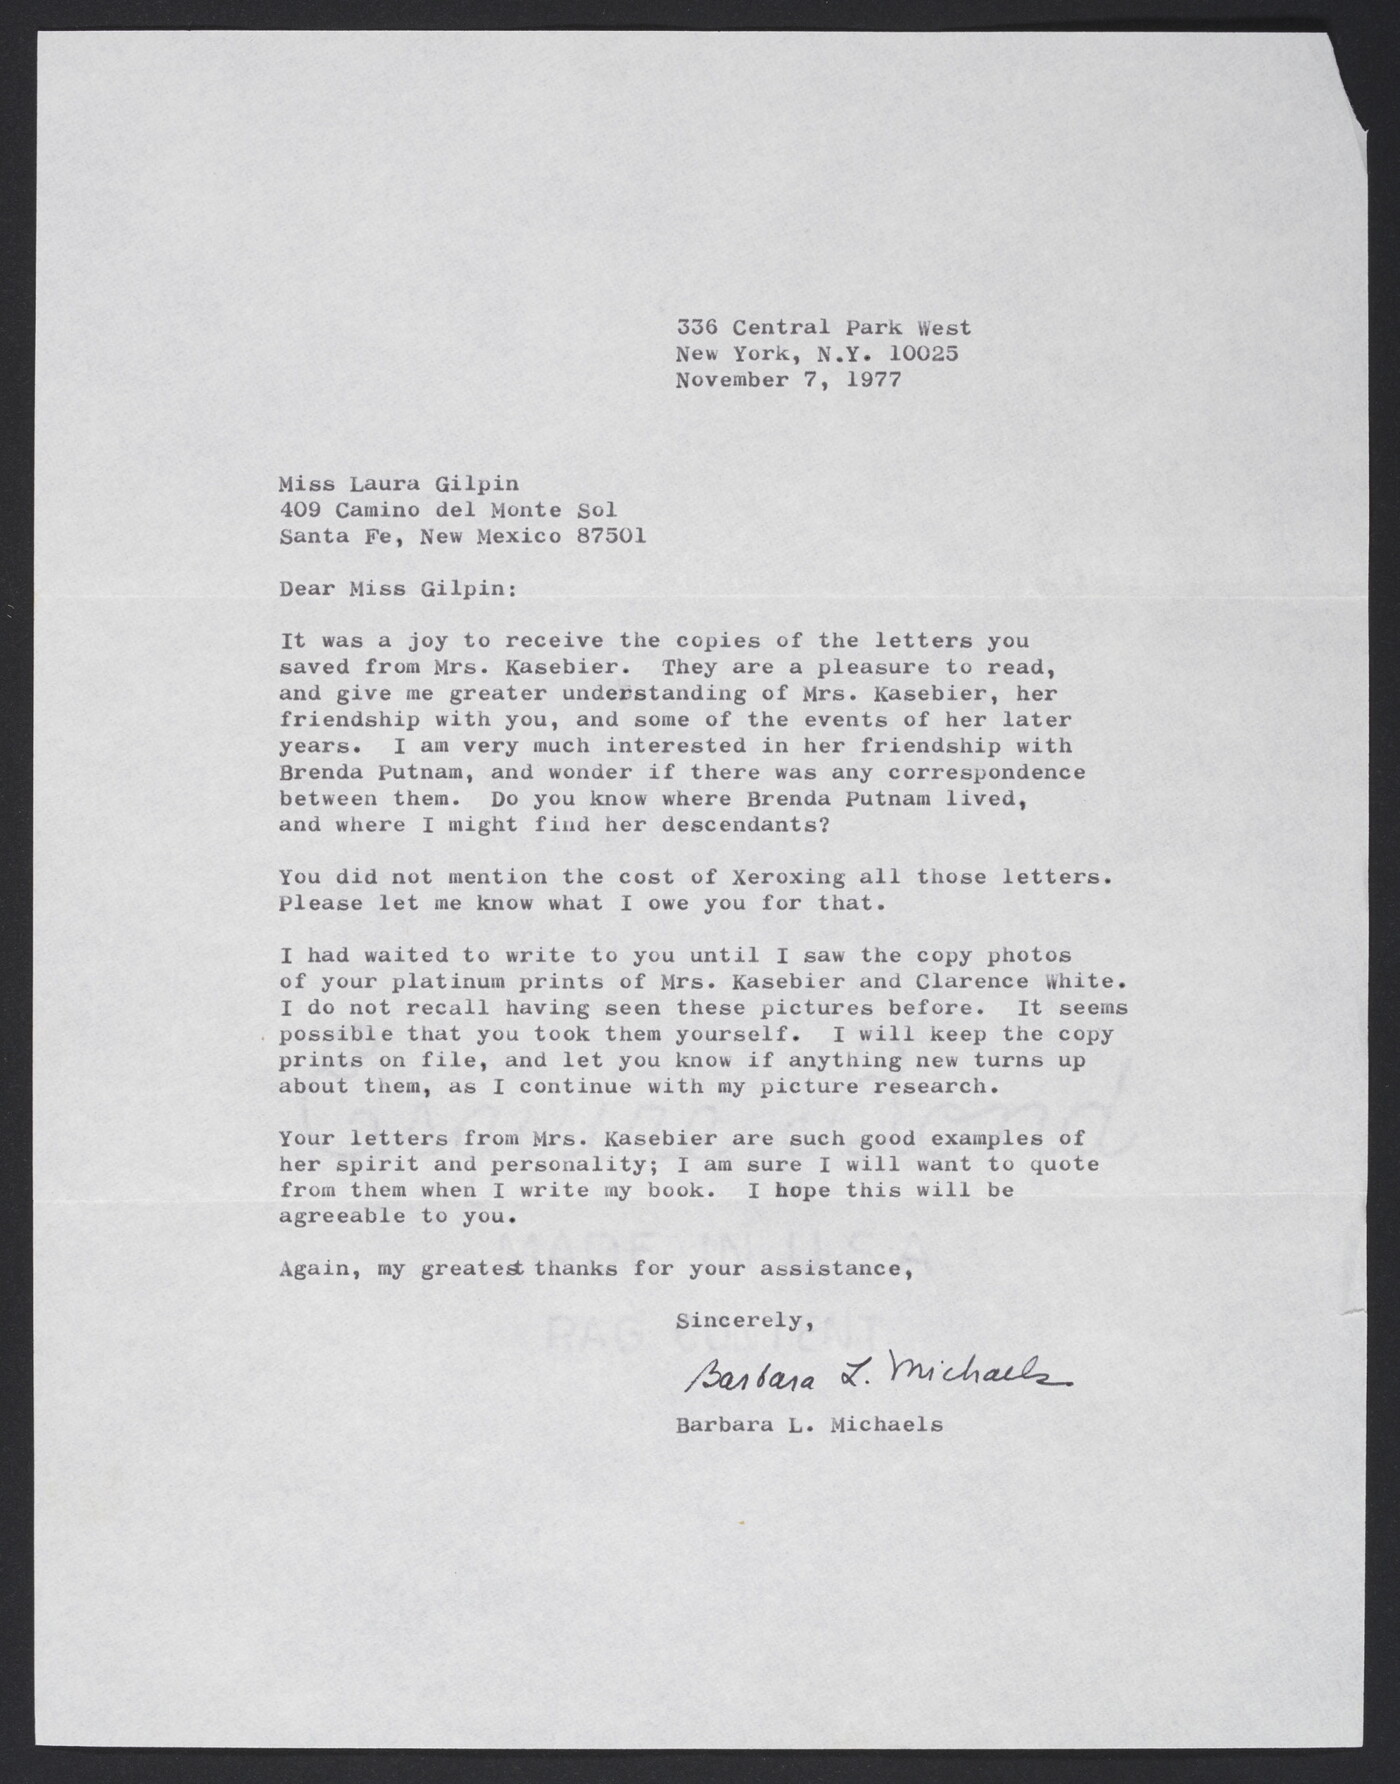 336 Central Park West
New York, N.Y. 10025
November 7, 1977
Miss Laura Gilpin
409 Camino del Monte Sol
Santa Fe, New Mexico 87501
Dear Miss Gilpin:
It was a joy to receive the copies of the letters you
saved from Mrs. Kasebier. They are a pleasure to read,
and give me greater understanding of Mrs. Kasebier, her
friendship with you, and some of the events of her later
years. I am very much interested in her friendship with
Brenda Putnam, and wonder if there was any correspondence
between them. Do you know where Brenda Putnam lived,
and where I might find her descendants?
You did not mention the cost of Xeroxing all those letters.
Please let me know what I owe you for that.
I had waited to write to you until I saw the copy photos
of your platinum prints of Mrs. Kasebier and Clarence White.
I do not recall having seen these pictures before. It seems
possible that you took them yourself. I will keep the copy
prints on file, and let you know if anything new turns up
about them, as I continue with my picture research.
Your letters from Mrs. Kasebier are such good examples of
her spirit and personality; I am sure I will want to quote
from them when I write my book. I hope this will be
agreeable to you.
MADE IN U.S.A.
Again, my greatest thanks for your assistance,
Sincerely,
RAG CONTENT
Barbara L. Michaels
Barbara L. Michaels